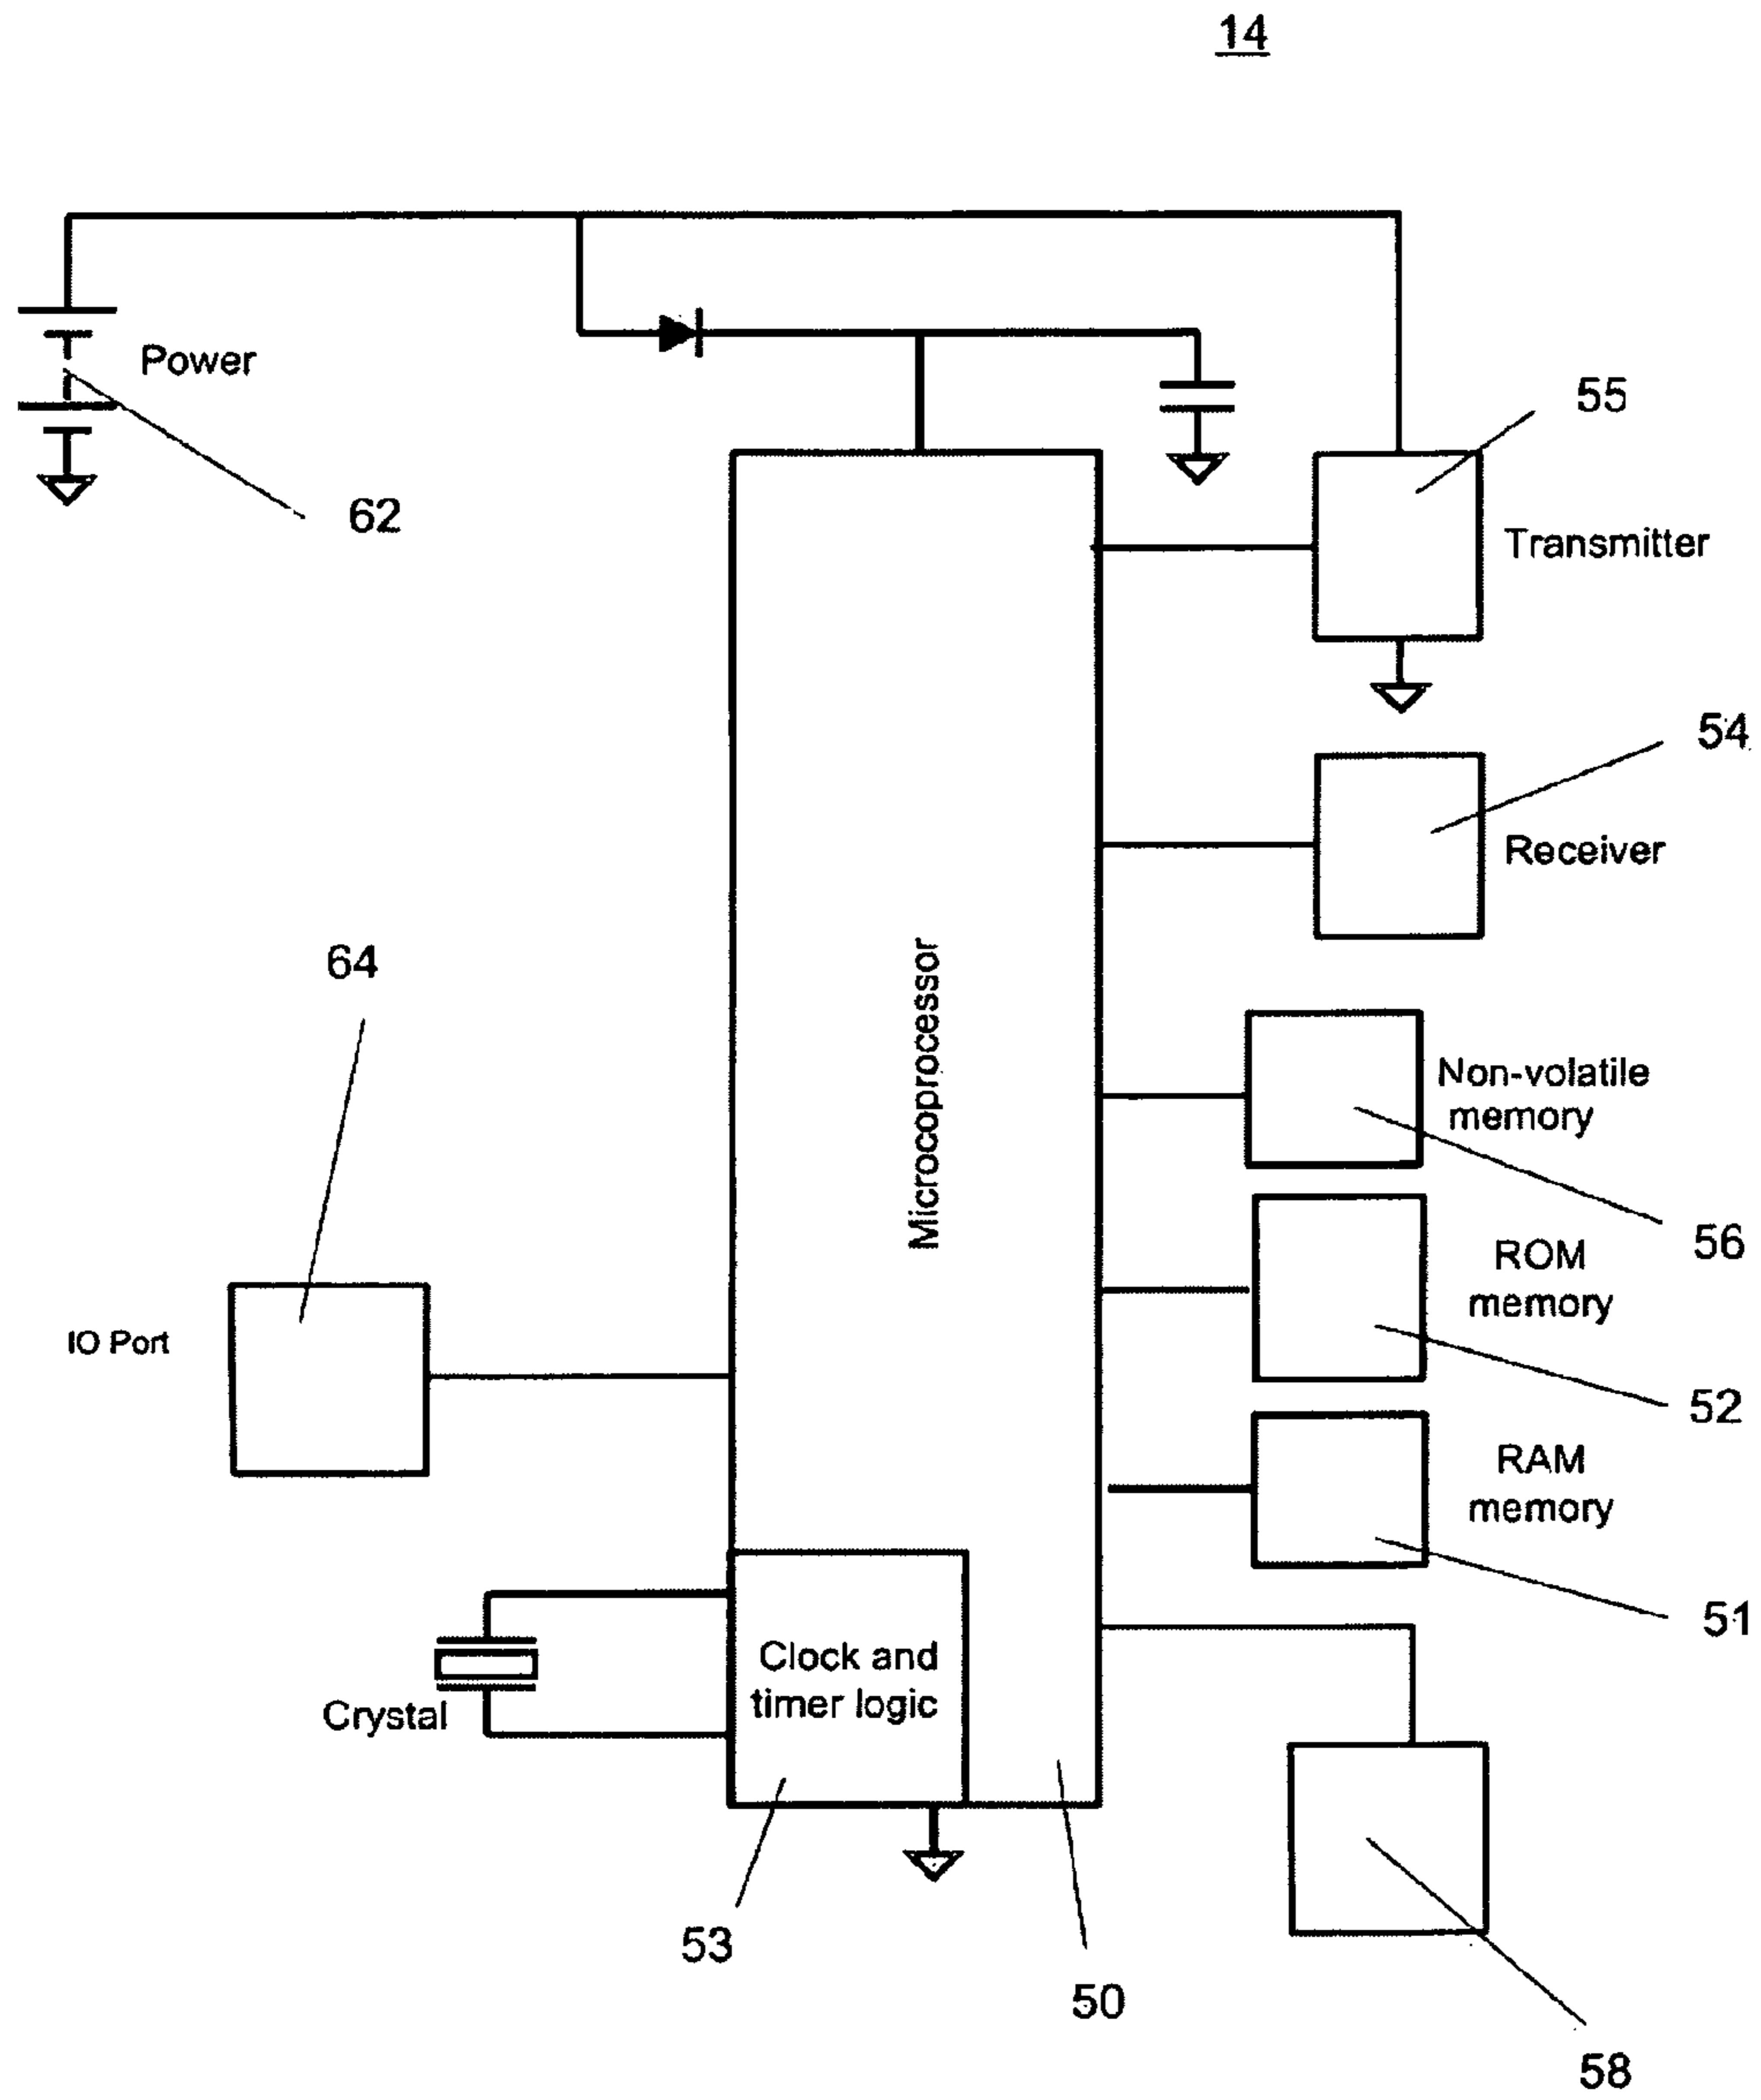 14
Power
62
55
Transmitter
54
Receiver
64
Microcoprocessor
Non-volatile
memory
56
ROM
memory
IO Port
52
RAM
memory
51
Clock and
timer logic
Crystal
53
50
58